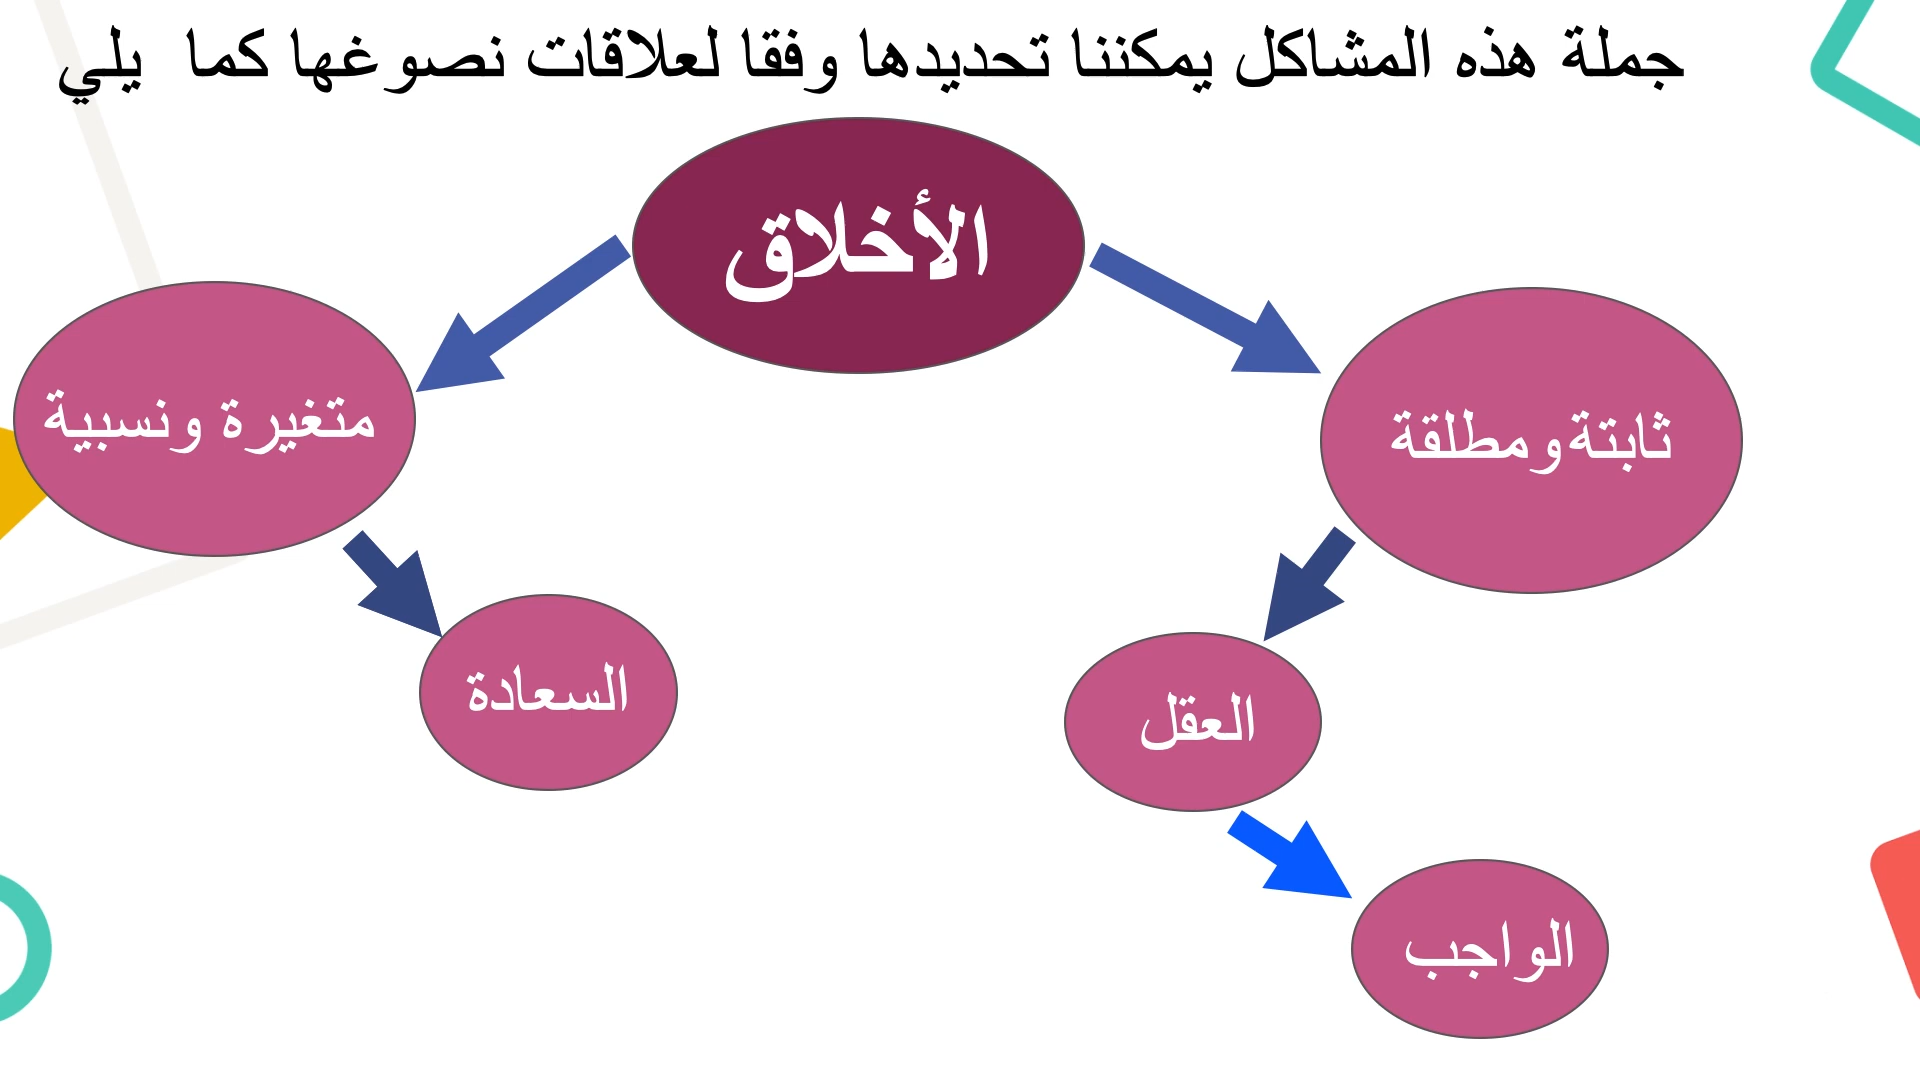 جملة هذه المشاكل يمكننا تحديدها وفقا لعلاقات نصوغها كما يلي
الأخلاق
ثابتة ومطلقة
متغيرة ونسبية
العقل
السعادة
الواجب